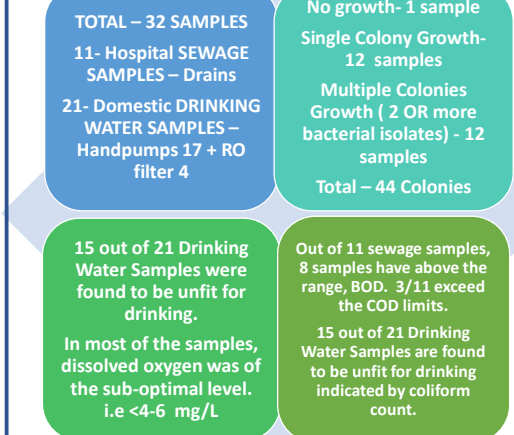 TOTAL – 32 SAMPLES
11- Hospital SEWAGE
SAMPLES – Drains
21- Domestic DRINKING
WATER SAMPLES –
Handpumps 17 + RO
filter 4
No growth- 1 sample
Single Colony Growth-
12 samples
Multiple Colonies
Growth ( 2 OR more
bacterial isolates) - 12
samples
Total – 44 Colonies
15 out of 21 Drinking
Water Samples were
found to be unfit for
drinking.
In most of the samples,
dissolved oxygen was of
the sub-optimal level.
i.e <4-6 mg/L
Out of 11 sewage samples,
8 samples have above the
range, BOD. 3/11 exceed
the COD limits.
15 out of 21 Drinking
Water Samples are found
to be unfit for drinking
indicated by coliform
count.